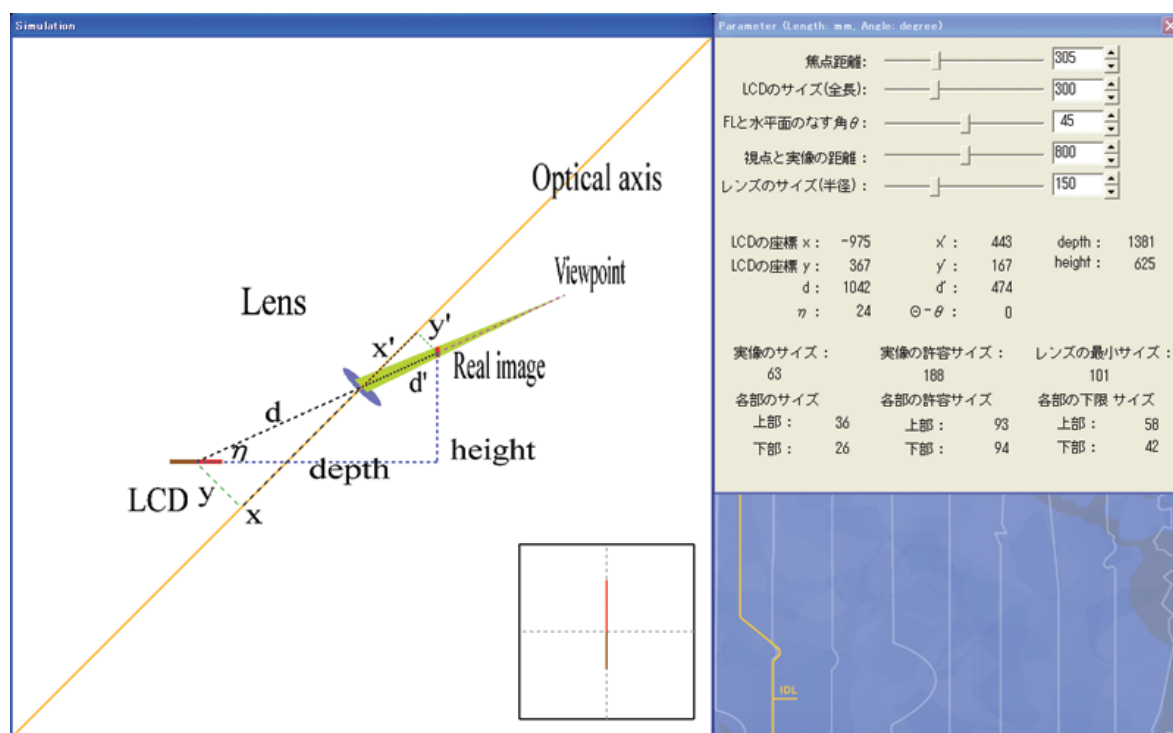 Simulation
Optical axis
Viewpoint
Lens
x'
y'
Real image
d'
d
η
height
depth
LCD
y
x
Parameter (Length: mm, Angle: degree)
焦点距離: 305
LCDのサイズ(全長): 300
FLと水平面のなす角θ: 45
視点と実像の距離: 800
レンズのサイズ(半径): 150
LCDの座標 x: -975 x′: 443 depth: 1381
LCDの座標 y: 367 y′: 167 height: 625
d: 1042 d′: 474
η: 24 Θ-θ: 0
実像のサイズ: 実像の許容サイズ: レンズの最小サイズ:
63 188 101
各部のサイズ 各部の許容サイズ 各部の下限 サイズ
上部: 36 上部: 93 上部: 58
下部: 26 下部: 94 下部: 42
IDL